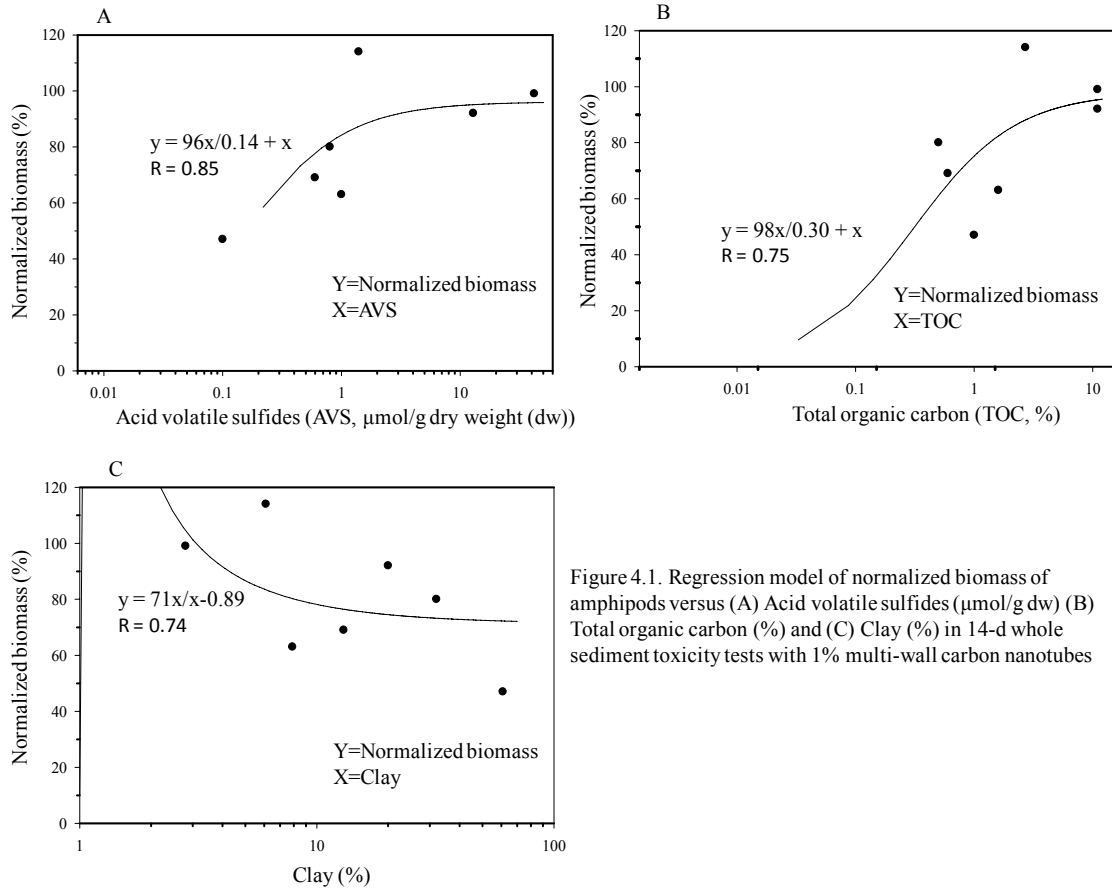 A
120
100
80
60
40
20
0
Normalized biomass (%)
y = 96x/0.14 + x
R = 0.85
Y=Normalized biomass
X=AVS
0.01 0.1 1 10
Acid volatile sulfides (AVS, μmol/g dry weight (dw))
B
120
100
80
60
40
20
0
Normalized biomass (%)
y = 98x/0.30 + x
R = 0.75
Y=Normalized biomass
X=TOC
0.01 0.1 1 10
Total organic carbon (TOC, %)
C
120
100
80
60
40
20
0
Normalized biomass (%)
y = 71x/x-0.89
R = 0.74
Y=Normalized biomass
X=Clay
1 10 100
Clay (%)
Figure 4.1. Regression model of normalized biomass of
amphipods versus (A) Acid volatile sulfides (μmol/g dw) (B)
Total organic carbon (%) and (C) Clay (%) in 14-d whole
sediment toxicity tests with 1% multi-wall carbon nanotubes